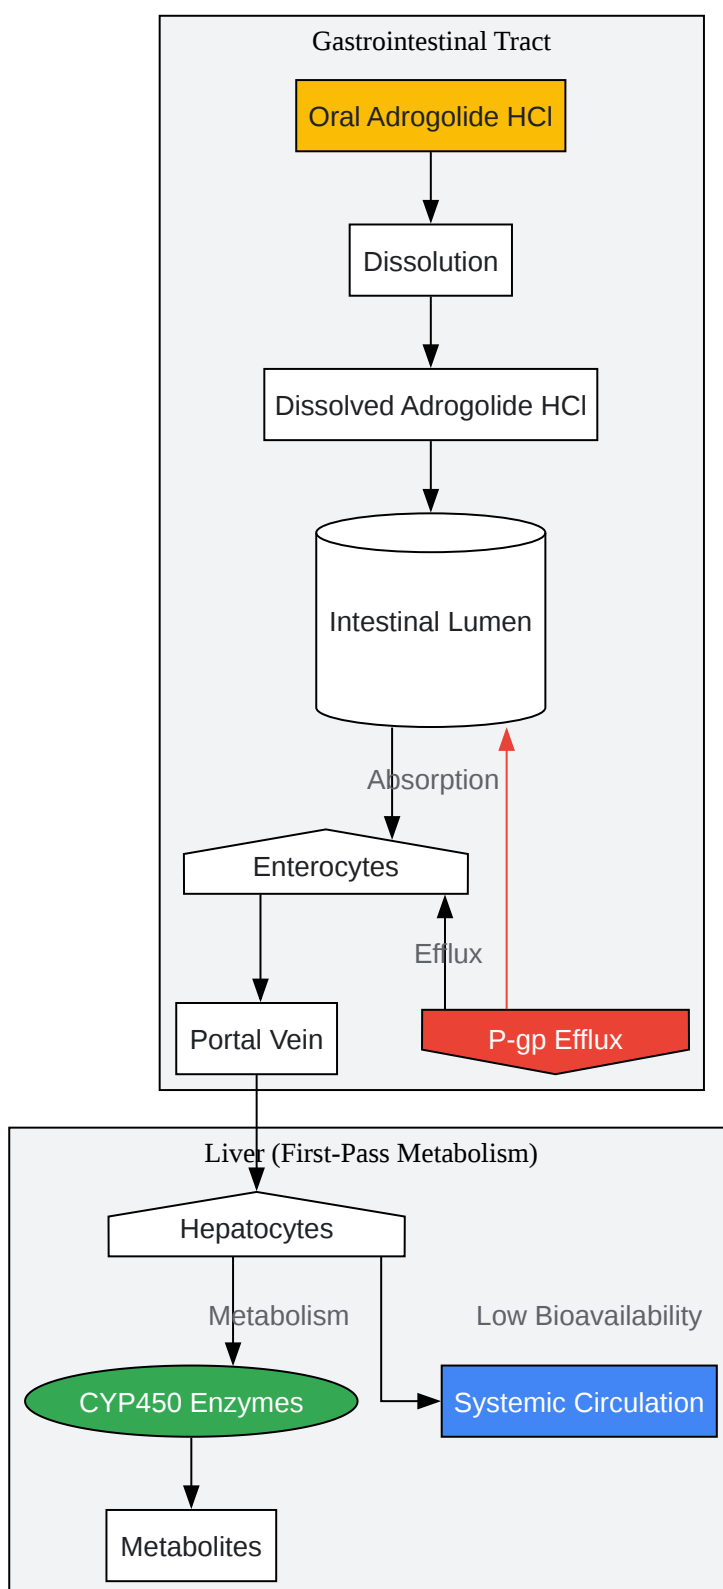 Gastrointestinal Tract
Oral Adrogolide HCl
Dissolution
Dissolved Adrogolide HCl
Intestinal Lumen
Absorption
Enterocytes
Efflux
Portal Vein
P-gp Efflux
Liver (First-Pass Metabolism)
Hepatocytes
Metabolism
Low Bioavailability
CYP450 Enzymes
Systemic Circulation
Metabolites